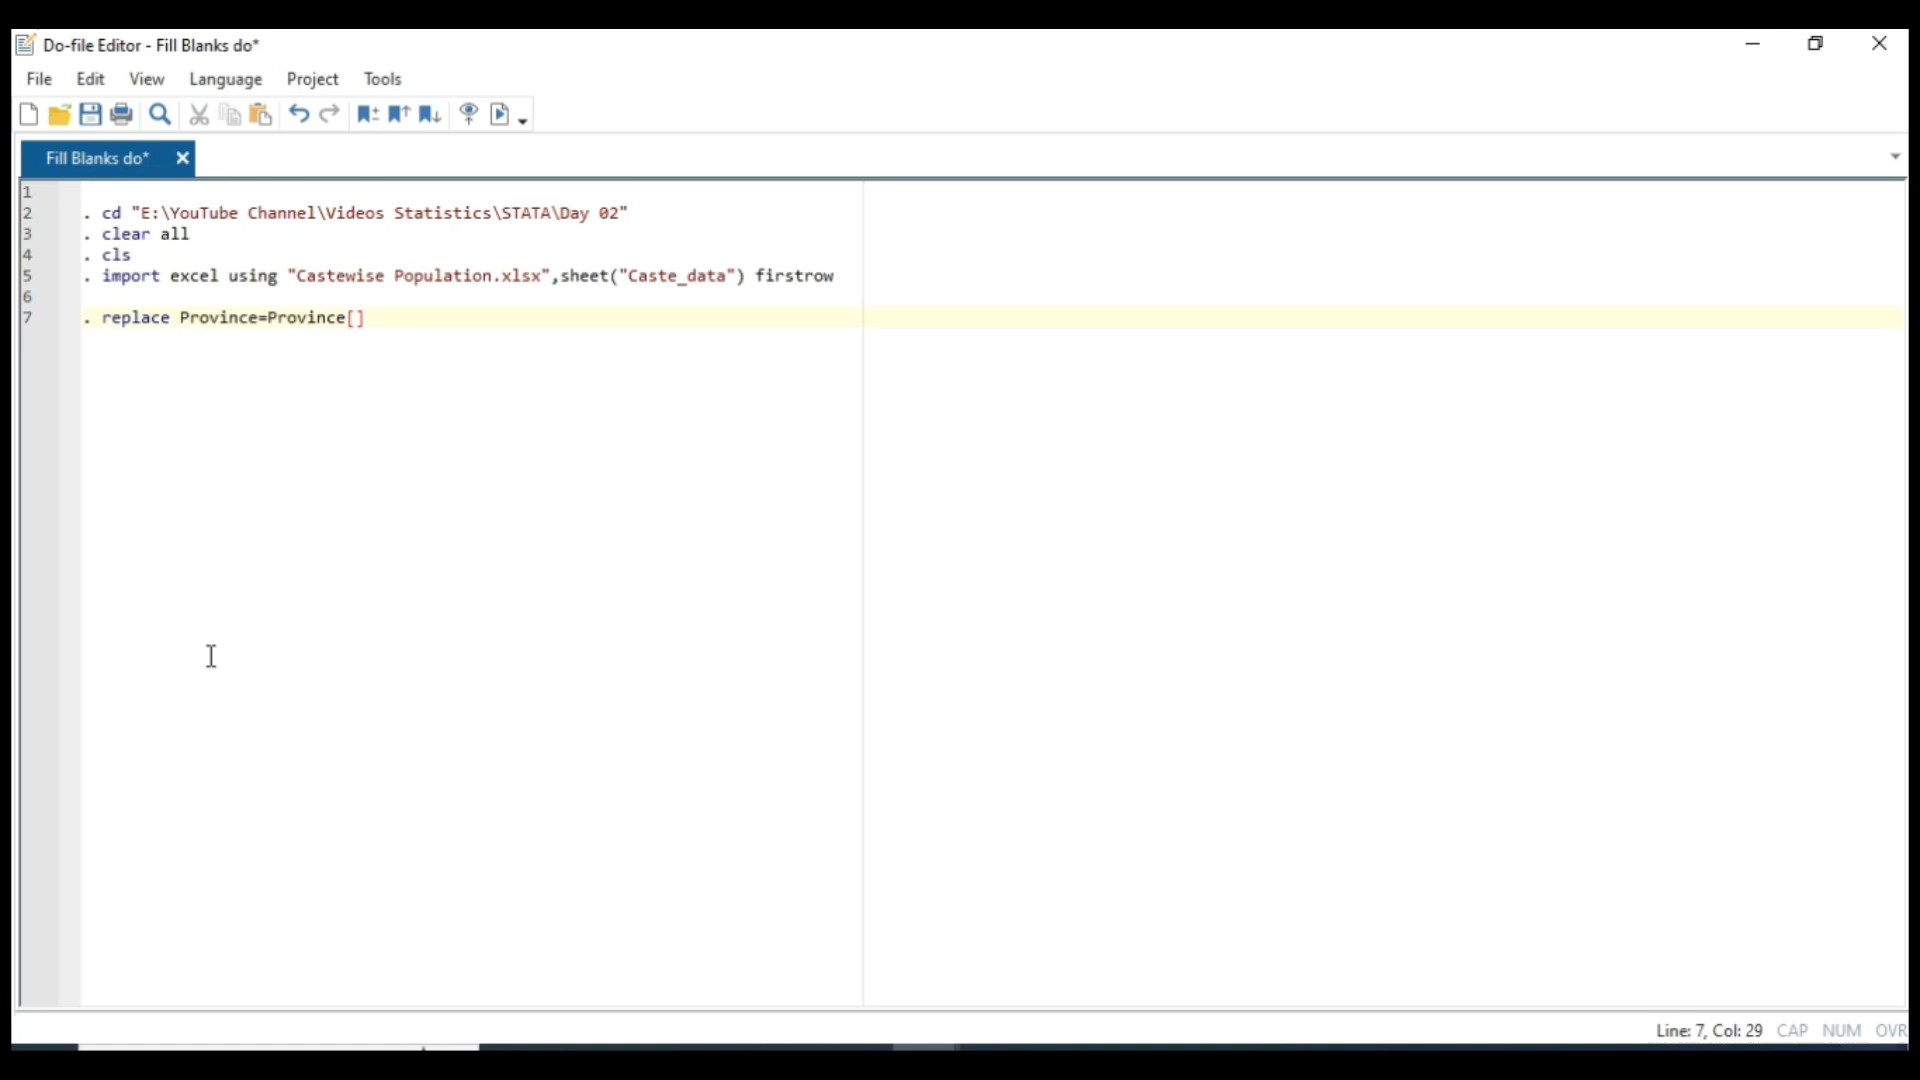 Do-file Editor - Fill Blanks do*
File Edit View Language Project Tools
Fill Blanks do*
1
2 . cd "E:\YouTube Channel\Videos Statistics\STATA\Day 02"
3 . clear all
4 . cls
5 . import excel using "Castewise Population.xlsx",sheet("Caste_data") firstrow
6
7 . replace Province=Province[]
Line: 7, Col: 29 CAP NUM OVR